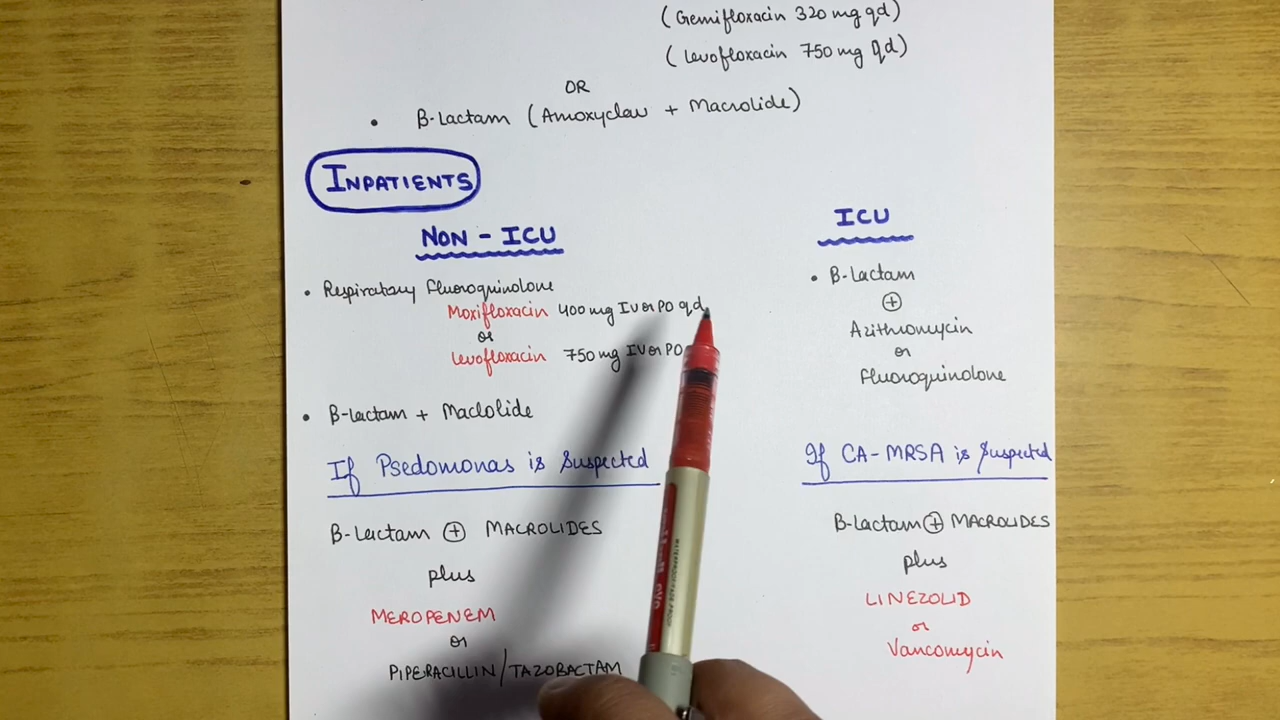 (Gemifloxacin 320 mg qd)
(Levofloxacin 750 mg qd)
OR
• B-Lactam (Amoxyclav + Macrolide)
INPATIENTS
NON - ICU
• Respiratory fluoroquinolone
Moxifloxacin 400 mg IV or PO qd
or
Levofloxacin 750 mg IV or PO
• B-Lactam + Maclolide
If Psedomonas is Suspected
B-Lactam + MACROLIDES
plus
MEROPENEM
or
PIPERACILLIN/TAZOBACTAM
ICU
• B-Lactam
+
Azithromycin
or
fluoroquinolone
If CA-MRSA is Suspected
B-Lactam + MACROLIDES
plus
LINEZOLID
or
Vancomycin